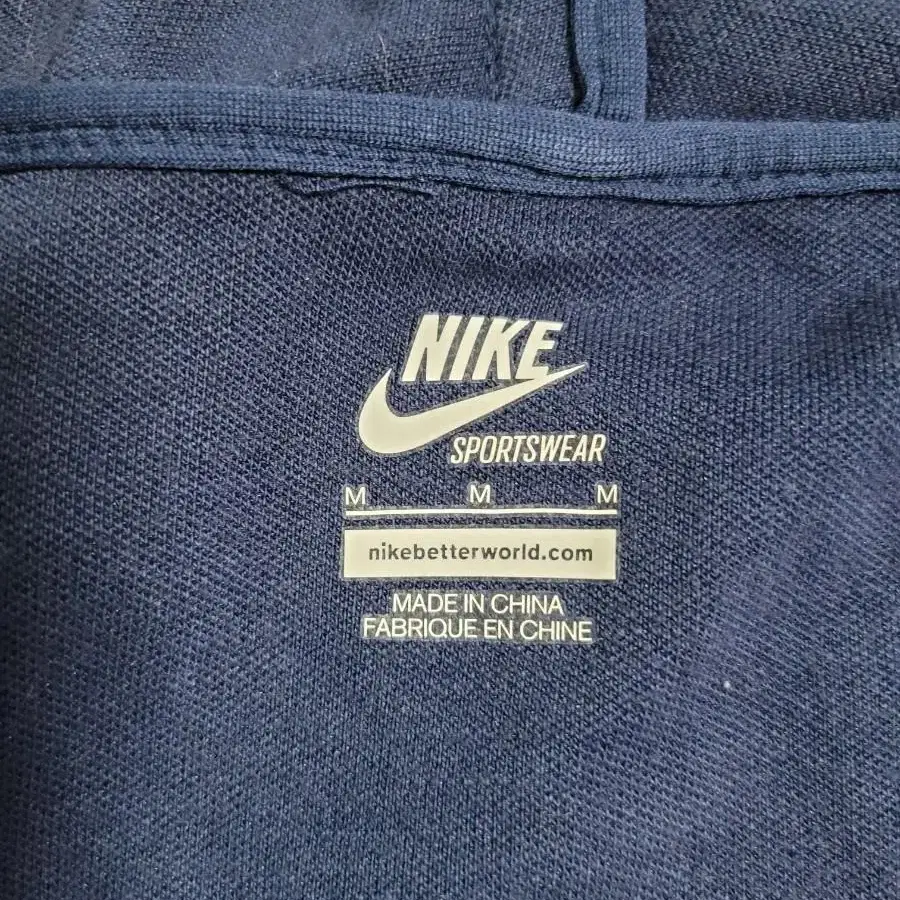 NIKE
SPORTSWEAR
M M M
nikebetterworld.com
MADE IN CHINA
FABRIQUE EN CHINE